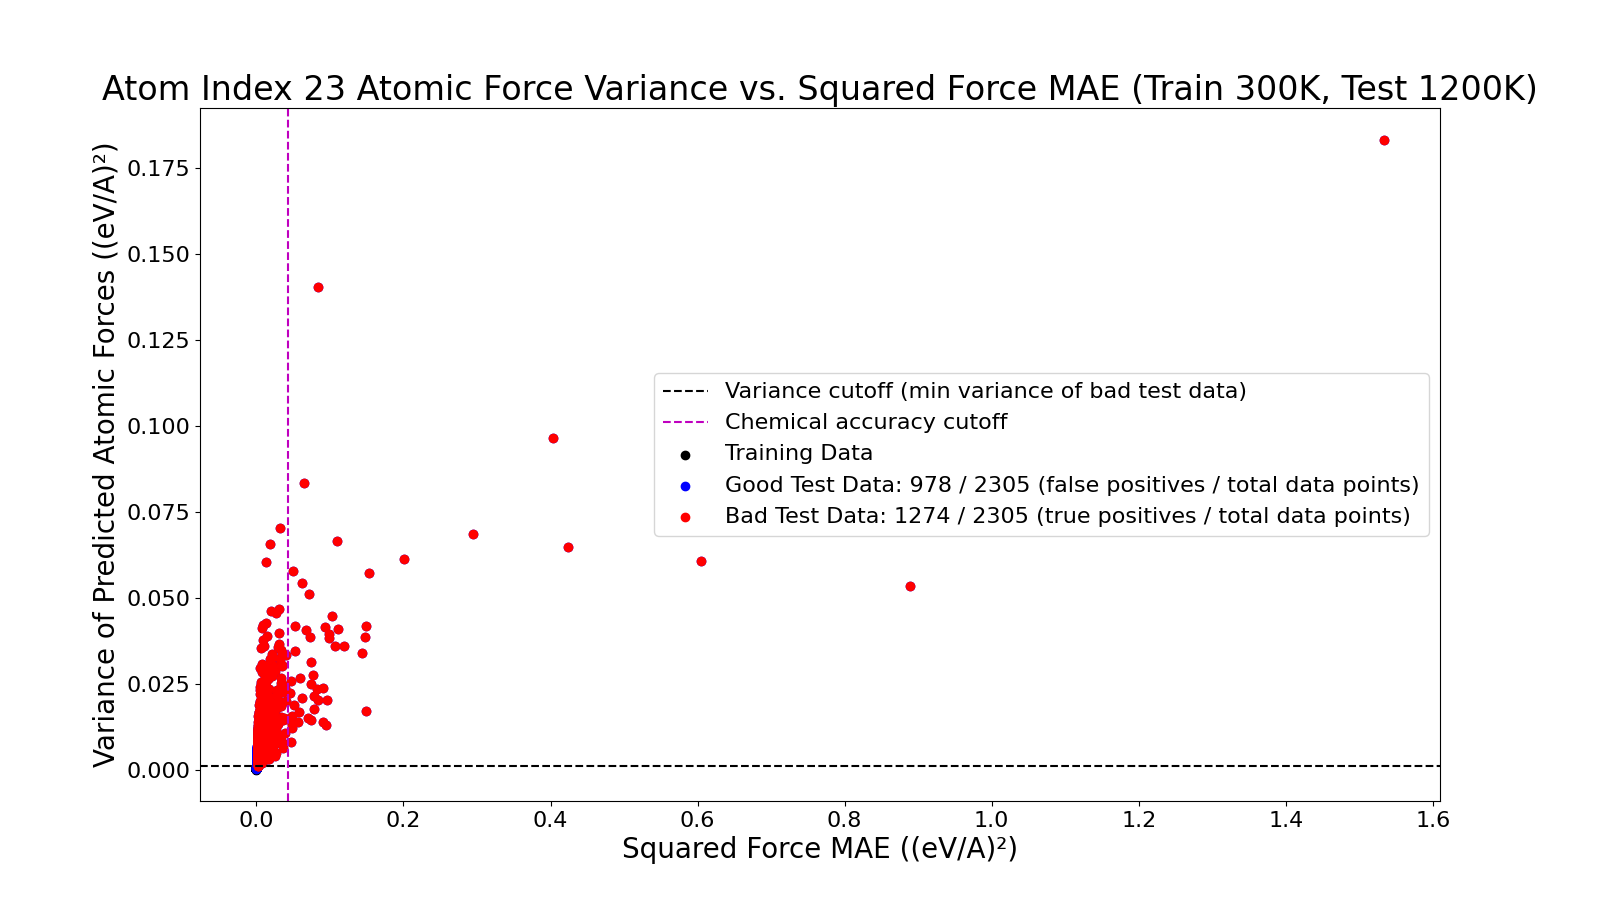 Atom Index 23 Atomic Force Variance vs. Squared Force MAE (Train 300K, Test 1200K)
Variance of Predicted Atomic Forces ((eV/A)²)
0.175
0.150
0.125
0.100
0.075
0.050
0.025
0.000
Variance cutoff (min variance of bad test data)
Chemical accuracy cutoff
Training Data
Good Test Data: 978 / 2305 (false positives / total data points)
Bad Test Data: 1274 / 2305 (true positives / total data points)
0.0 0.2 0.4 0.6 0.8 1.0 1.2 1.4 1.6
Squared Force MAE ((eV/A)²)